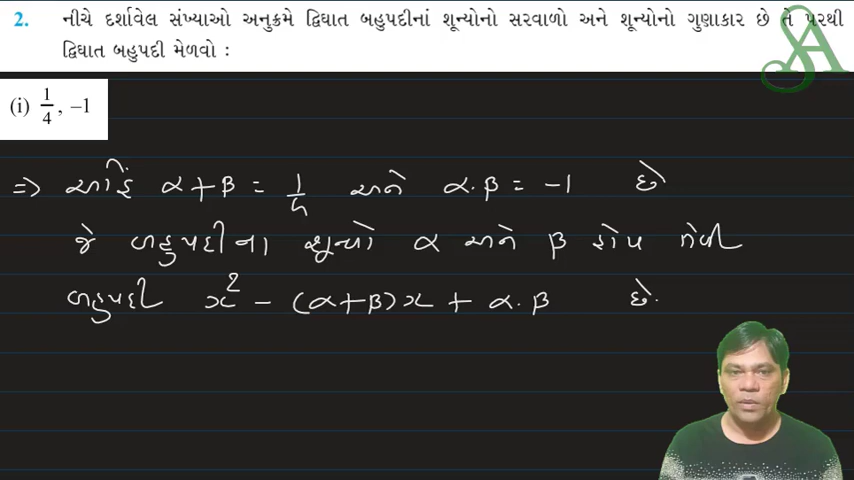 2. નીચે દર્શાવેલ સંખ્યાઓ અનુક્રમે દ્વિઘાત બહુપદીનાં શૂન્યોનો સરવાળો અને શૂન્યોનો ગુણાકાર છે તે પરથી
દ્વિઘાત બહુપદી મેળવો :
(i) 1/4, –1
⇒ અહિં α + β = 1/4 અને α . β = –1 છે
જે બહુપદીના શૂન્યો α અને β હોય તેવી
બહુપદી x² – (α+β)x + α . β છે.